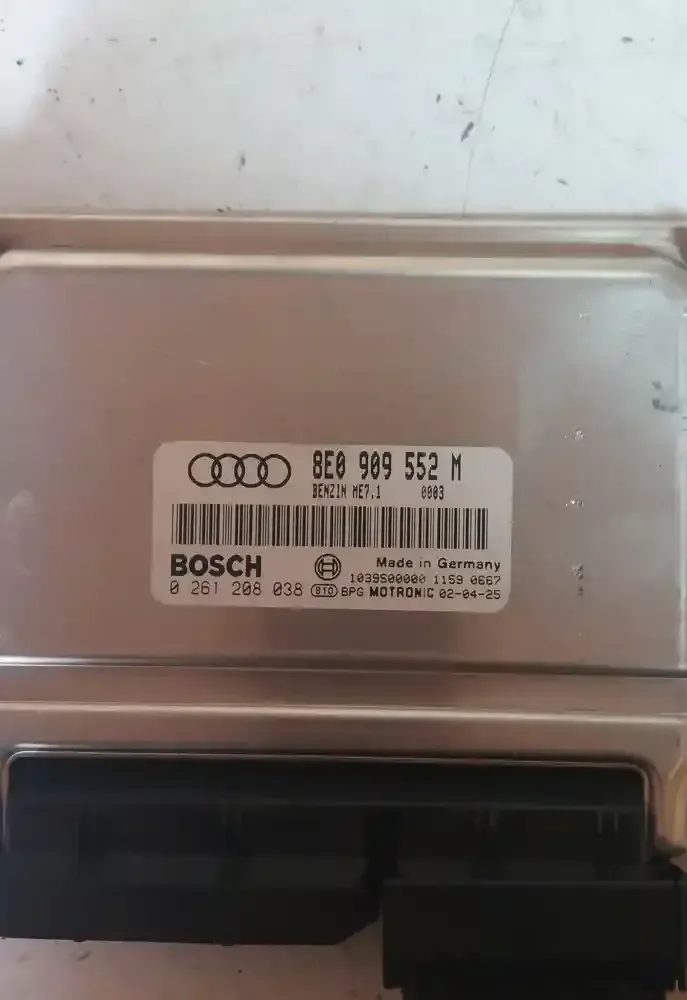 8E0 909 552 M
BENZIN ME7.1 0003
BOSCH
Made in Germany
1039S00000 1159 0667
0 261 208 038 810 BPG MOTRONIC 02-04-25